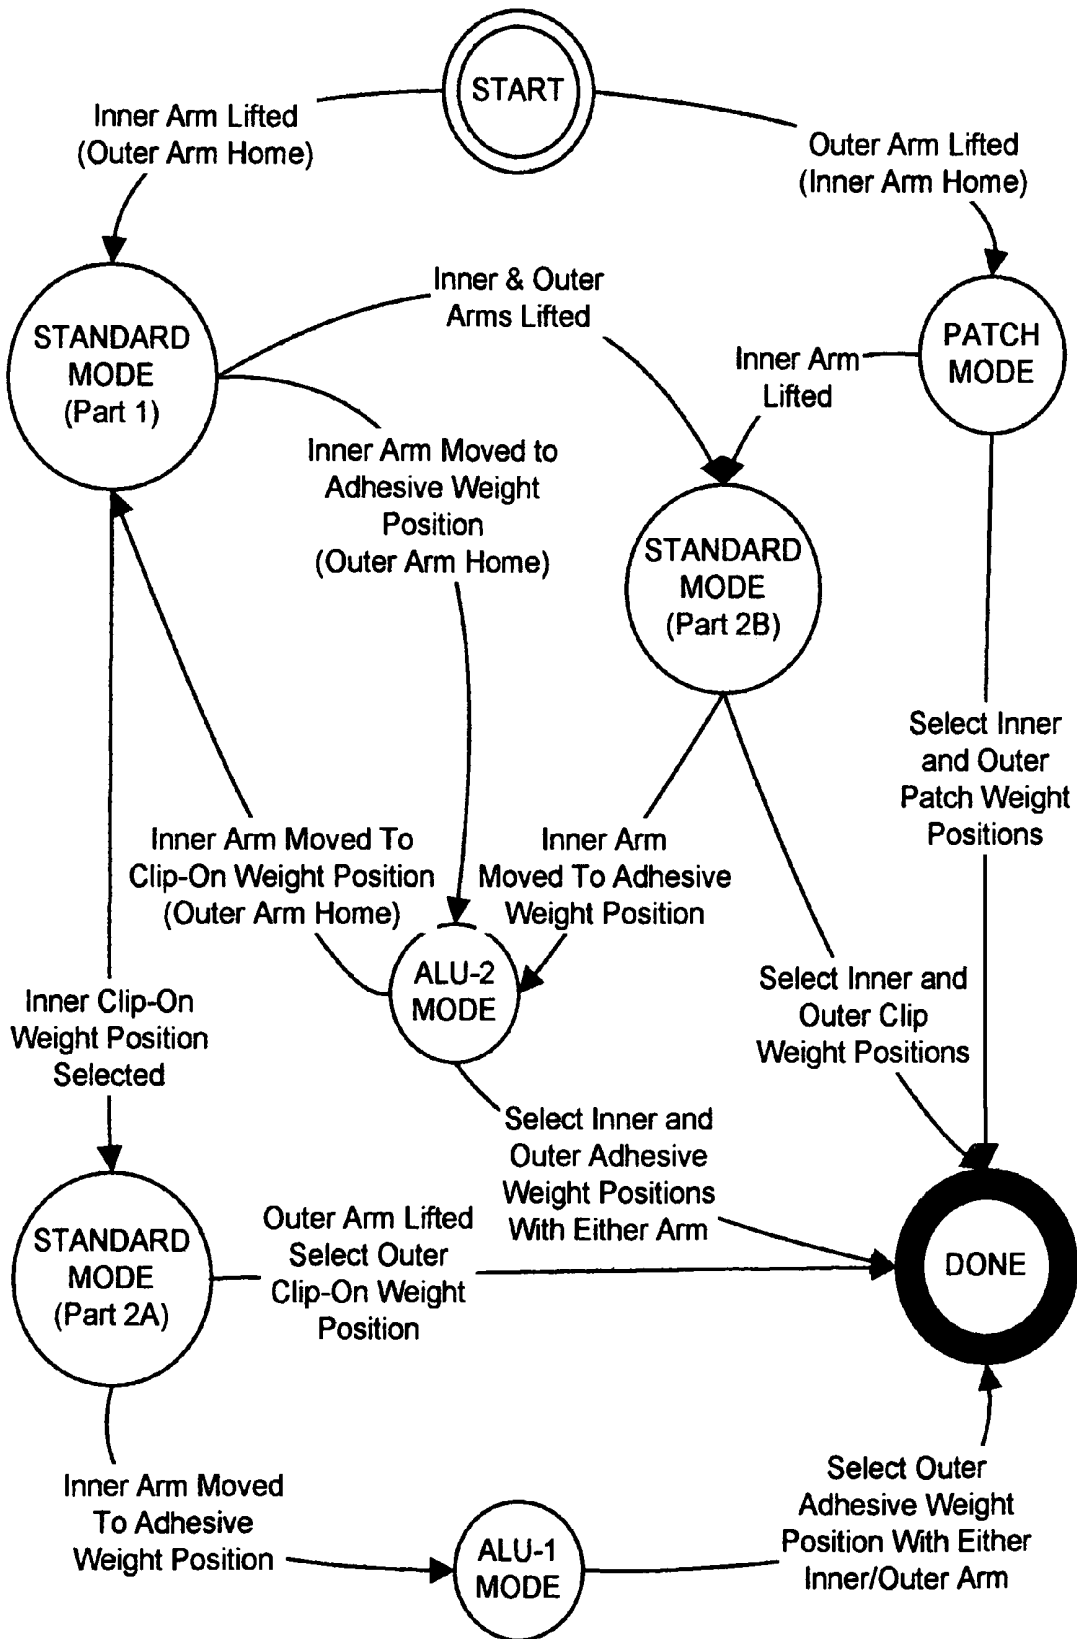 START
Inner Arm Lifted
(Outer Arm Home)
Outer Arm Lifted
(Inner Arm Home)
Inner & Outer
Arms Lifted
STANDARD
MODE
(Part 1)
PATCH
MODE
Inner Arm
Lifted
Inner Arm Moved to
Adhesive Weight
Position
(Outer Arm Home)
STANDARD
MODE
(Part 2B)
Select Inner
and Outer
Patch Weight
Positions
Inner Arm Moved To
Clip-On Weight Position
(Outer Arm Home)
Inner Arm
Moved To Adhesive
Weight Position
ALU-2
MODE
Inner Clip-On
Weight Position
Selected
Select Inner and
Outer Clip
Weight Positions
Select Inner and
Outer Adhesive
Weight Positions
With Either Arm
STANDARD
MODE
(Part 2A)
Outer Arm Lifted
Select Outer
Clip-On Weight
Position
DONE
Inner Arm Moved
To Adhesive
Weight Position
ALU-1
MODE
Select Outer
Adhesive Weight
Position With Either
Inner/Outer Arm